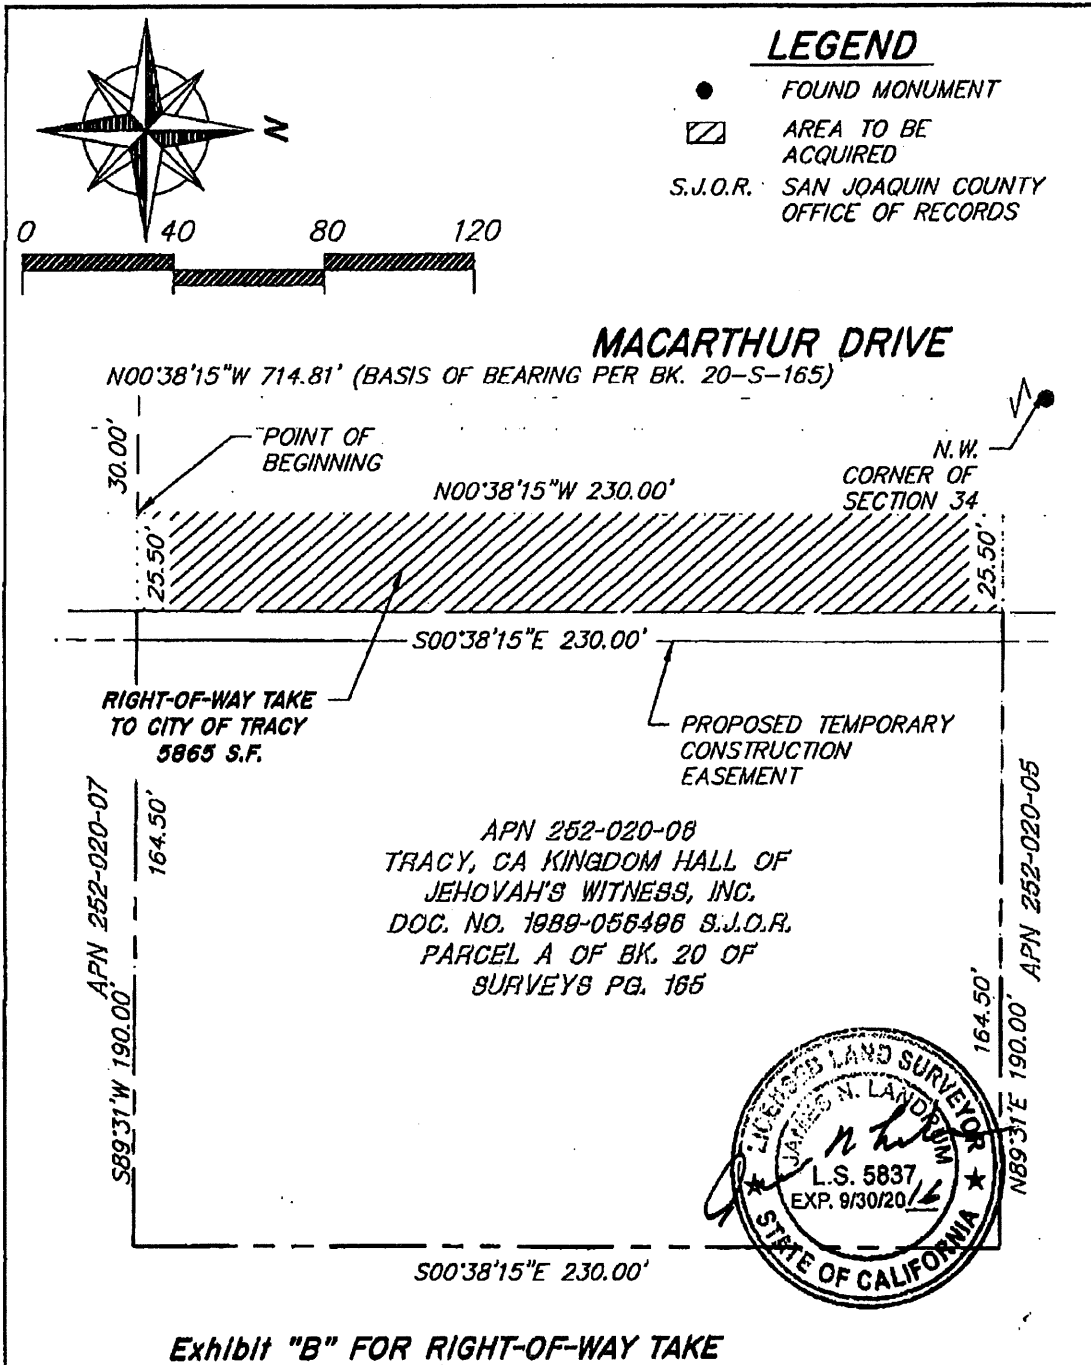 N
0 40 80 120
LEGEND
FOUND MONUMENT
AREA TO BE
ACQUIRED
S.J.O.R. SAN JOAQUIN COUNTY
OFFICE OF RECORDS
MACARTHUR DRIVE
N00°38'15"W 714.81' (BASIS OF BEARING PER BK. 20-S-165)
30.00'
POINT OF
BEGINNING
N.W.
CORNER OF
SECTION 34
N00°38'15"W 230.00'
25.50'
25.50'
S00°38'15"E 230.00'
RIGHT-OF-WAY TAKE
TO CITY OF TRACY
5865 S.F.
PROPOSED TEMPORARY
CONSTRUCTION
EASEMENT
APN 252-020-07
164.50'
S89°31'W 190.00'
APN 252-020-06
TRACY, CA KINGDOM HALL OF
JEHOVAH'S WITNESS, INC.
DOC. NO. 1989-056496 S.J.O.R.
PARCEL A OF BK. 20 OF
SURVEYS PG. 165
APN 252-020-05
164.50'
N89°31'E 190.00'
LICENSED LAND SURVEYOR
JAMES N. LANDRUM
L.S. 5837
EXP. 9/30/2016
STATE OF CALIFORNIA
S00°38'15"E 230.00'
Exhibit "B" FOR RIGHT-OF-WAY TAKE